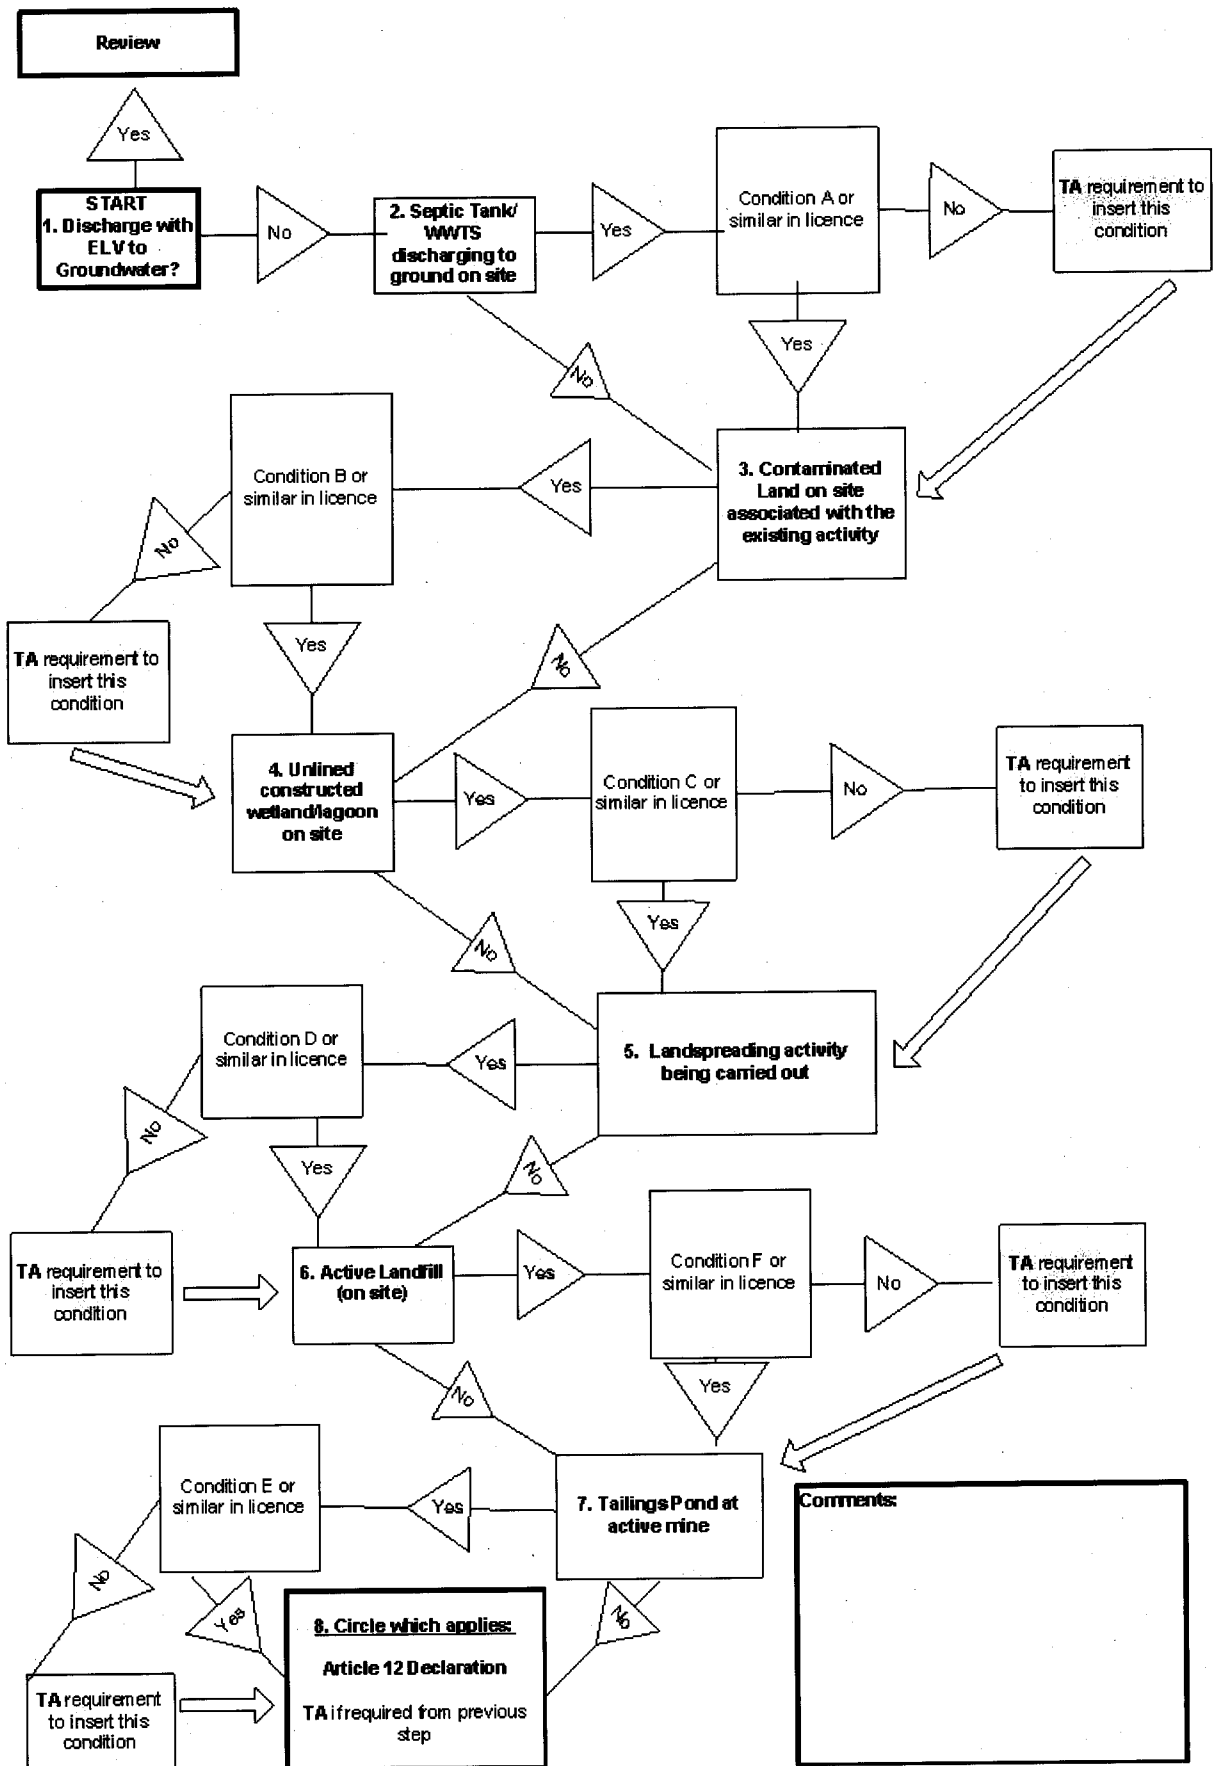 Review
Yes
START
1. Discharge with
ELV to
Groundwater?
No
2. Septic Tank/
WWTS
discharging to
ground on site
Yes
Condition A or
similar in licence
No
TA requirement to
insert this
condition
Yes
No
3. Contaminated
Land on site
associated with the
existing activity
Yes
Condition B or
similar in licence
No
TA requirement to
insert this
condition
Yes
No
4. Unlined
constructed
wetland/lagoon
on site
Yes
Condition C or
similar in licence
No
TA requirement
to insert this
condition
Yes
No
5. Landspreading activity
being carried out
Yes
Condition D or
similar in licence
No
TA requirement to
insert this
condition
Yes
No
6. Active Landfill
(on site)
Yes
Condition F or
similar in licence
No
TA requirement
to insert this
condition
Yes
No
7. Tailings Pond at
active mine
Yes
Condition E or
similar in licence
No
TA requirement
to insert this
condition
Yes
No
8. Circle which applies:
Article 12 Declaration
TA if required from previous
step
Comments: